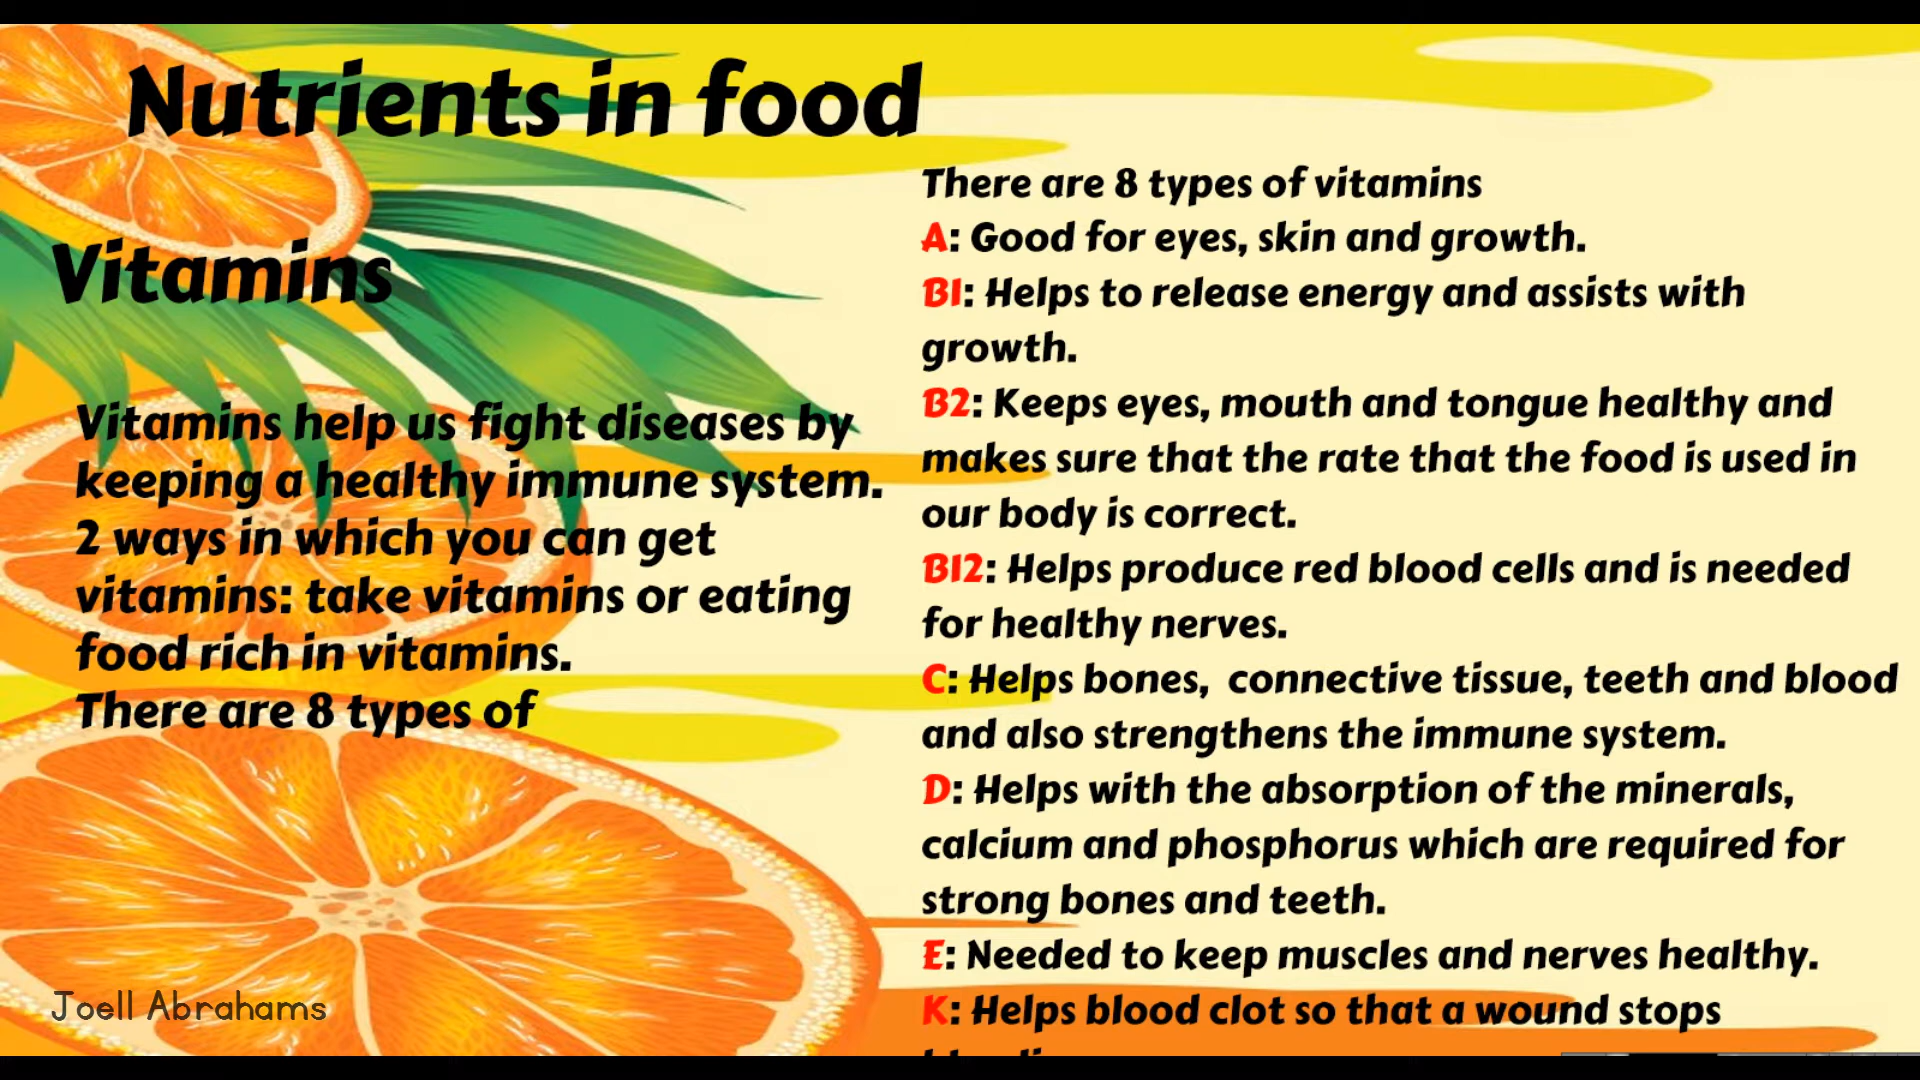 Nutrients in food
Vitamins
Vitamins help us fight diseases by
keeping a healthy immune system.
2 ways in which you can get
vitamins: take vitamins or eating
food rich in vitamins.
There are 8 types of
There are 8 types of vitamins
A: Good for eyes, skin and growth.
B1: Helps to release energy and assists with
growth.
B2: Keeps eyes, mouth and tongue healthy and
makes sure that the rate that the food is used in
our body is correct.
B12: Helps produce red blood cells and is needed
for healthy nerves.
C: Helps bones,  connective tissue, teeth and blood
and also strengthens the immune system.
D: Helps with the absorption of the minerals,
calcium and phosphorus which are required for
strong bones and teeth.
E: Needed to keep muscles and nerves healthy.
K: Helps blood clot so that a wound stops
Joell Abrahams